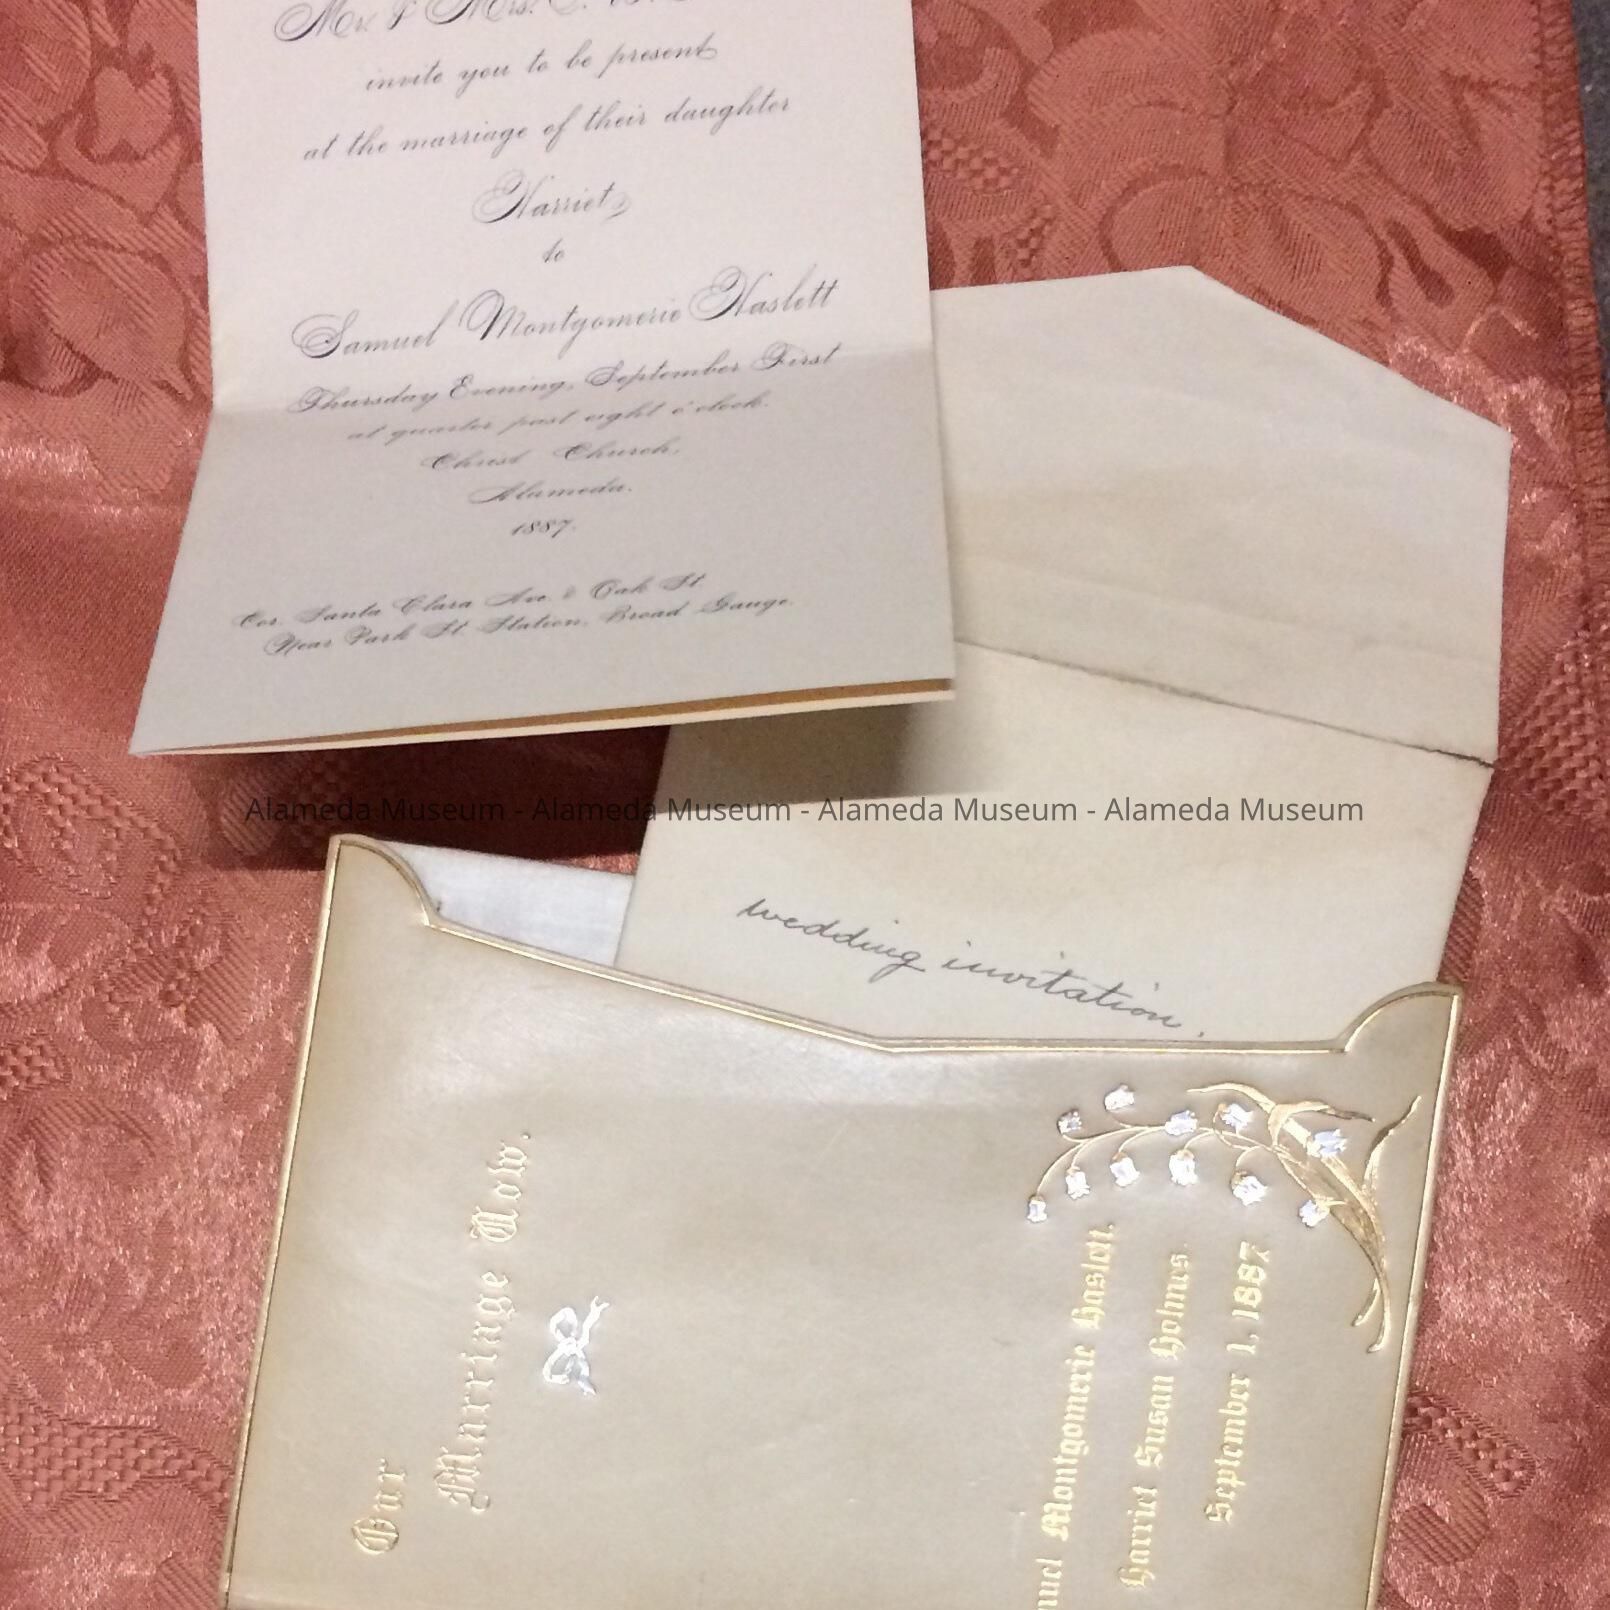 Mr. & Mrs.
invite you to be present
at the marriage of their daughter
Harriet
to
Samuel Montgomerie Haslett
Thursday Evening, September First
at quarter past eight o'clock.
Christ Church,
Alameda.
1887.
Cor. Santa Clara Ave. & Oak St.
Near Park St. Station, Broad Gauge.
Alameda Museum - Alameda Museum - Alameda Museum - Alameda Museum
wedding invitation.
Our
Marriage Vow.
Montgomerie Haslett.
Harriet Susan Holmes.
September 1, 1887